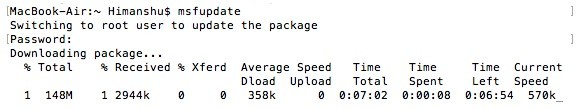 [MacBook-Air:~ Himanshu$ msfupdate
Switching to root user to update the package
[Password:
Downloading package...
% Total % Received % Xferd Average Speed Time Time Time Current
Dload Upload Total Spent Left Speed
1 148M 1 2944k 0 0 358k 0 0:07:02 0:00:08 0:06:54 570k